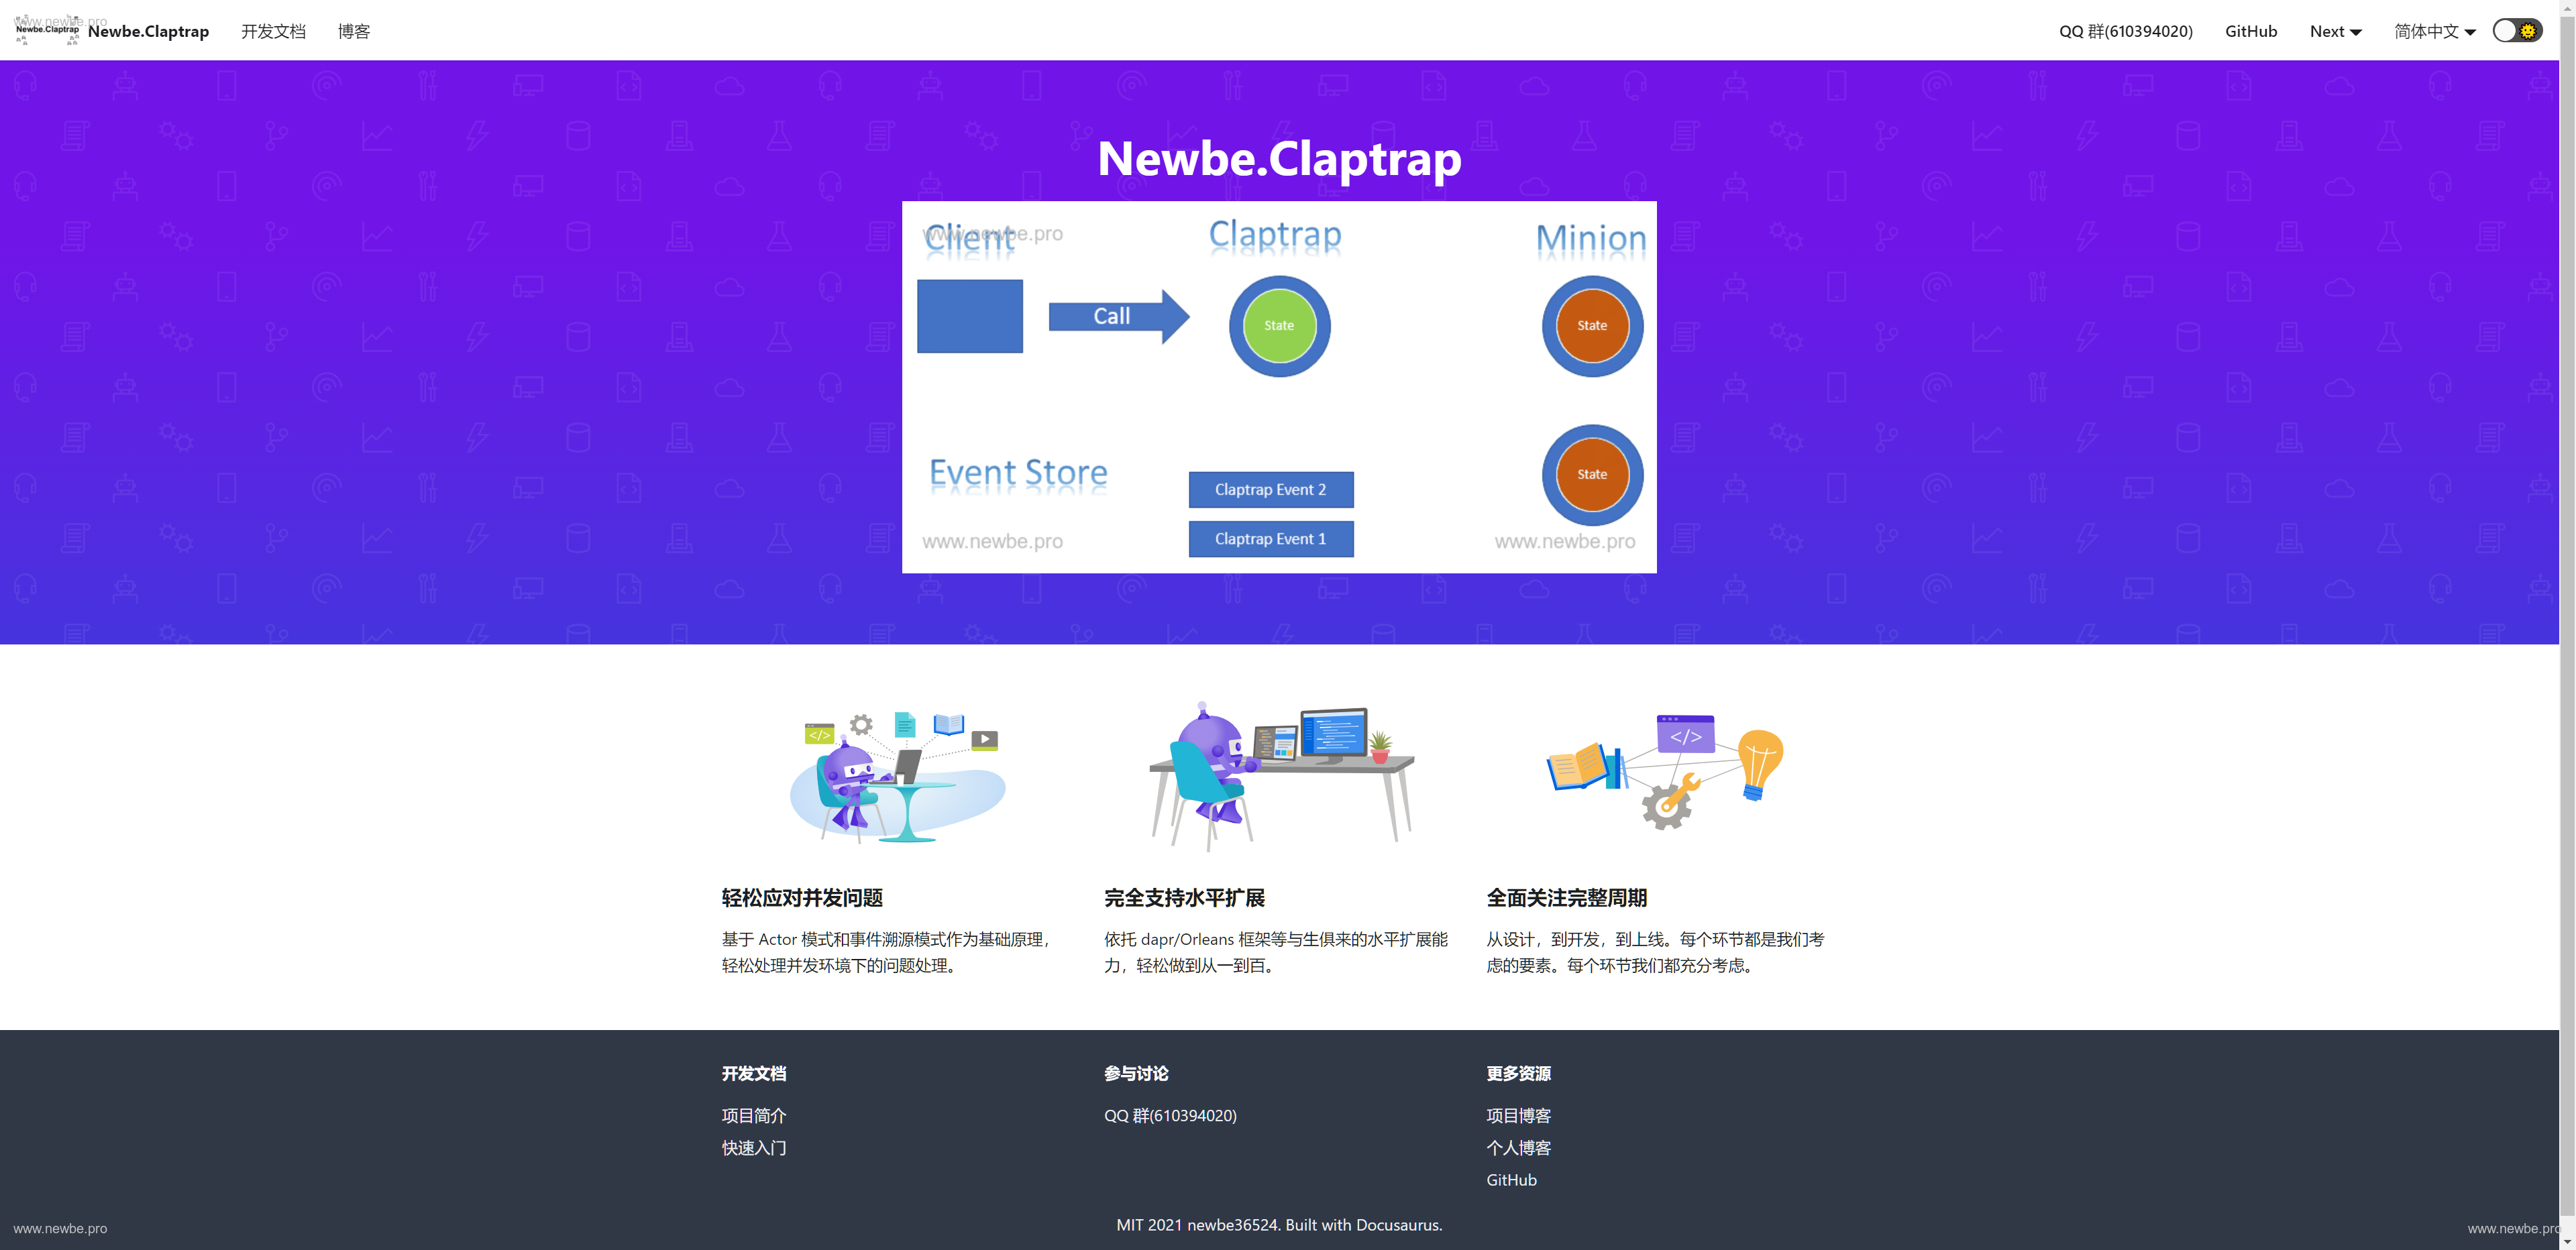 www.newbe.pro
Newbe.Claptrap
Newbe.Claptrap 开发文档 博客 QQ 群(610394020) GitHub Next 简体中文
Newbe.Claptrap
www.newbe.pro
Client Claptrap Minion
Call State State
State
Event Store
Claptrap Event 2
Claptrap Event 1
www.newbe.pro www.newbe.pro
轻松应对并发问题
基于 Actor 模式和事件溯源模式作为基础原理，
轻松处理并发环境下的问题处理。
完全支持水平扩展
依托 dapr/Orleans 框架等与生俱来的水平扩展能
力，轻松做到从一到百。
全面关注完整周期
从设计，到开发，到上线。每个环节都是我们考
虑的要素。每个环节我们都充分考虑。
开发文档
项目简介
快速入门
参与讨论
QQ 群(610394020)
更多资源
项目博客
个人博客
GitHub
MIT 2021 newbe36524. Built with Docusaurus.
www.newbe.pro www.newbe.pro